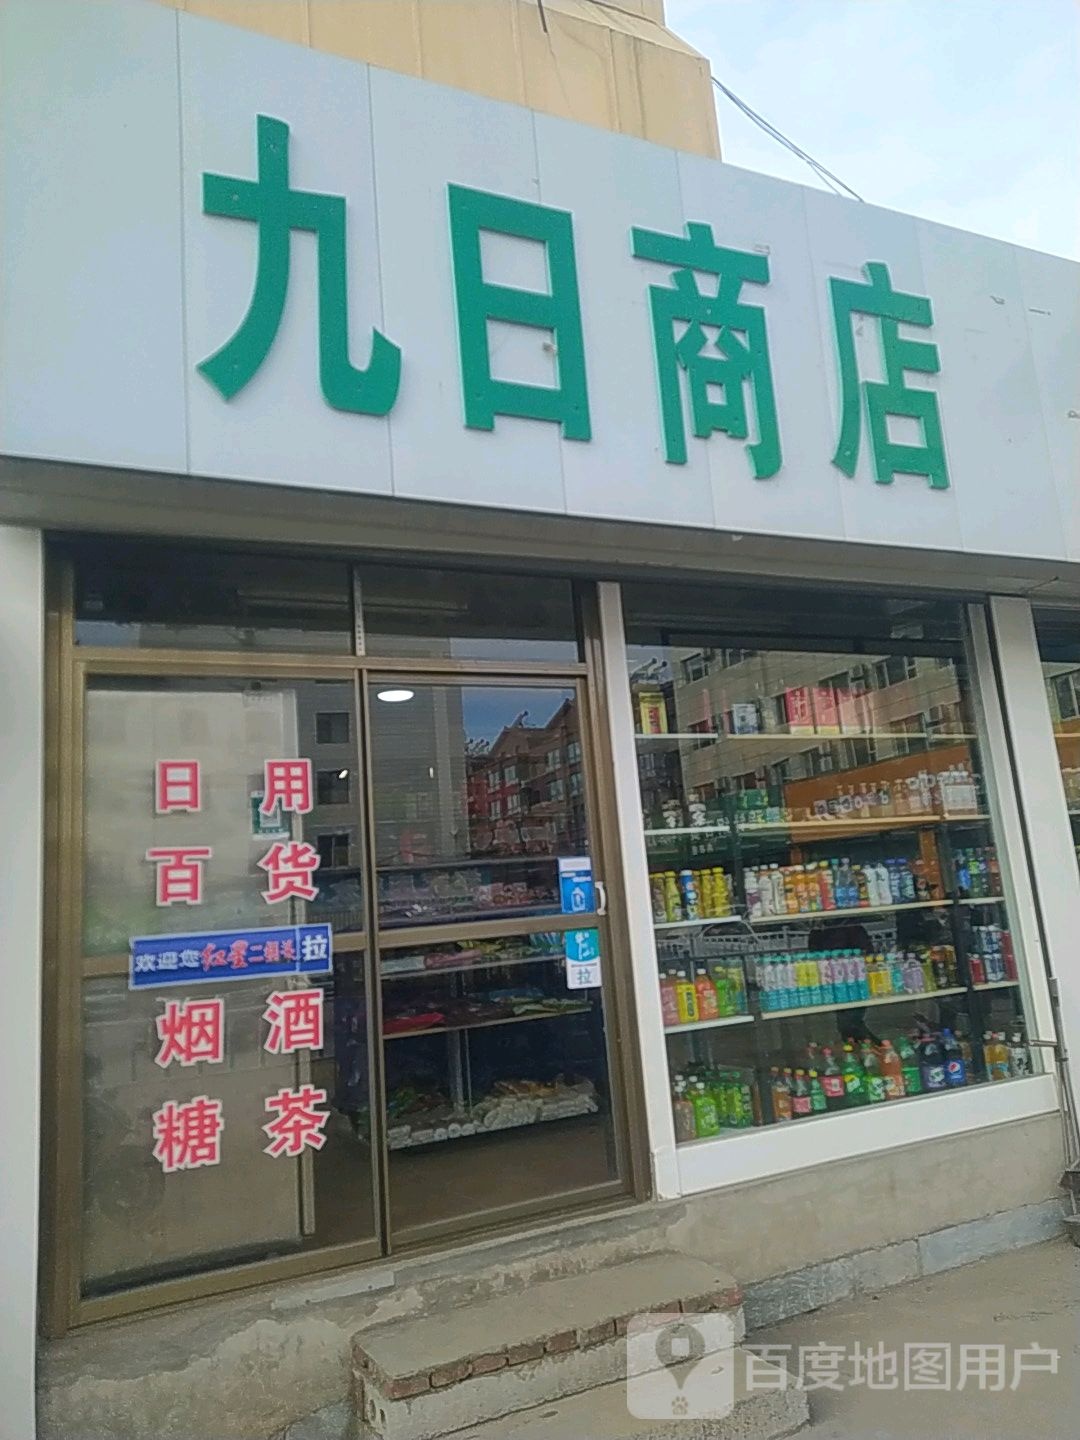 九日商店
日用
百货
欢迎您 红星二锅头 拉
拉
烟酒
糖茶
百度地图用户